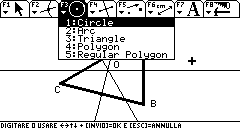 F1 F2 F3 F4 F5 F6 cm F7 A F8
1:Circle
2:Arc
3:Triangle
4:Polygon
5:Regular Polygon
O
C
B
DIGITARE O USARE ←→↑↓ + [INVIO]=OK E [ESC]=ANNULLA